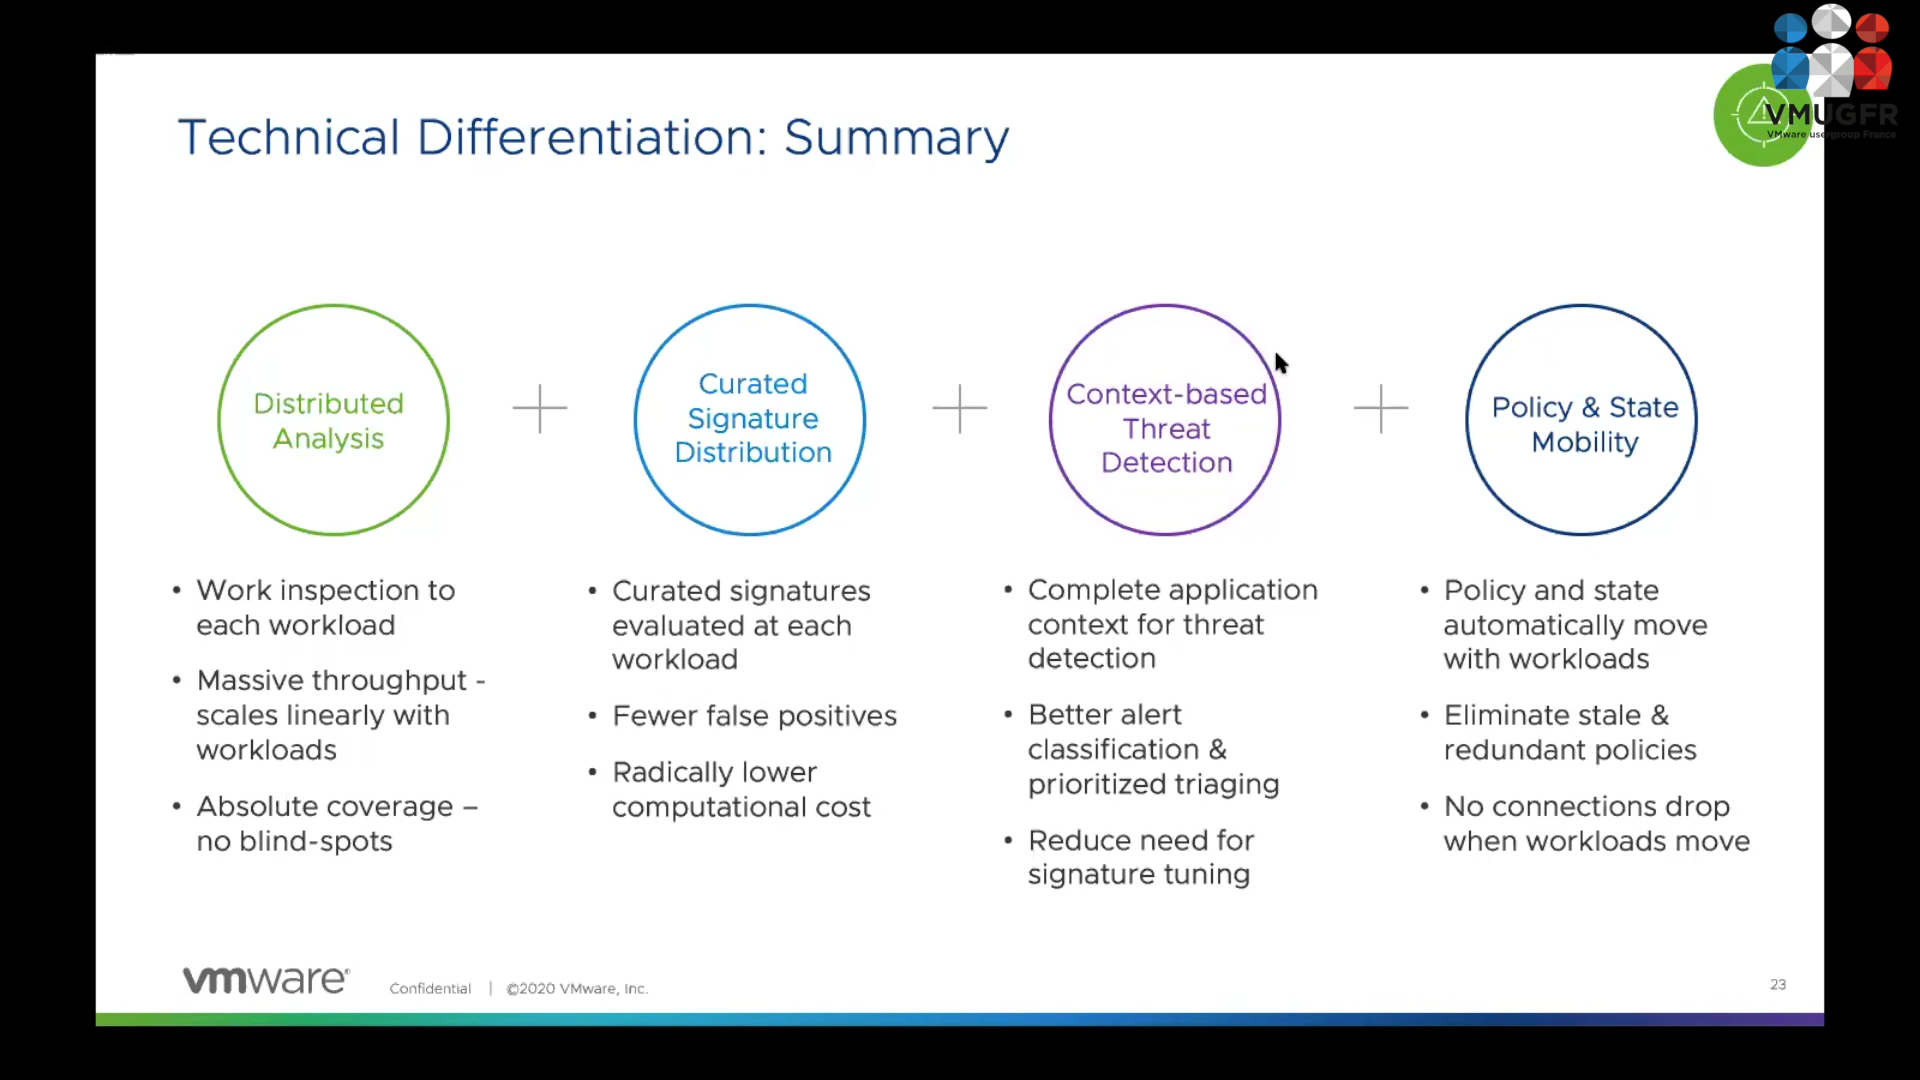 Technical Differentiation: Summary
VMUGFR
VMware usergroup France
Distributed
Analysis
Curated
Signature
Distribution
Context-based
Threat
Detection
Policy & State
Mobility
• Work inspection to
each workload
• Massive throughput -
scales linearly with
workloads
• Absolute coverage –
no blind-spots
• Curated signatures
evaluated at each
workload
• Fewer false positives
• Radically lower
computational cost
• Complete application
context for threat
detection
• Better alert
classification &
prioritized triaging
• Reduce need for
signature tuning
• Policy and state
automatically move
with workloads
• Eliminate stale &
redundant policies
• No connections drop
when workloads move
vmware®
Confidential | ©2020 VMware, Inc.
23